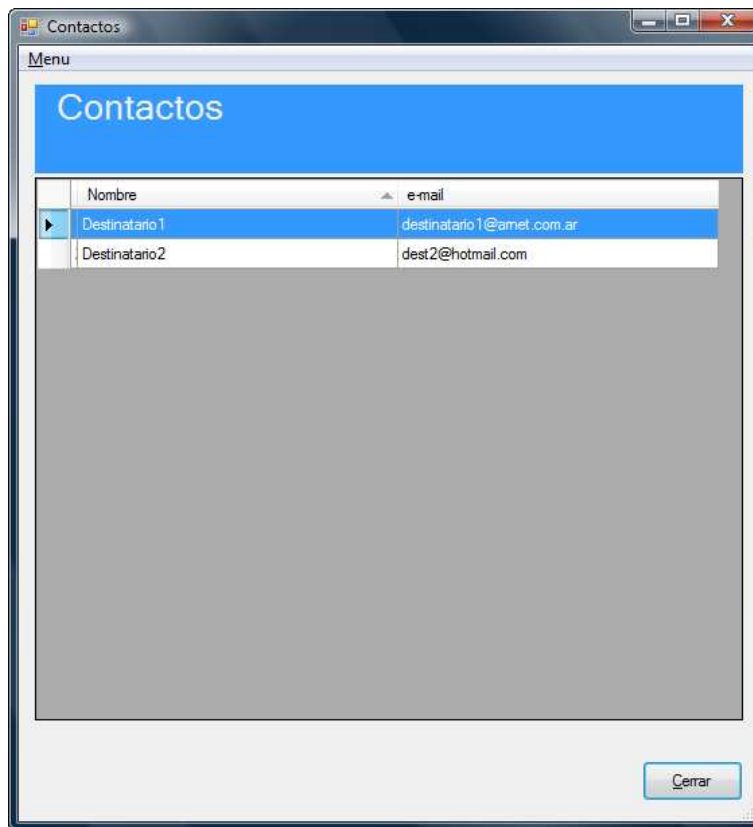 Contactos
Menu
Contactos
Nombre e-mail
Destinatario1 destinatario1@arnet.com.ar
Destinatario2 dest2@hotmail.com
Cerrar